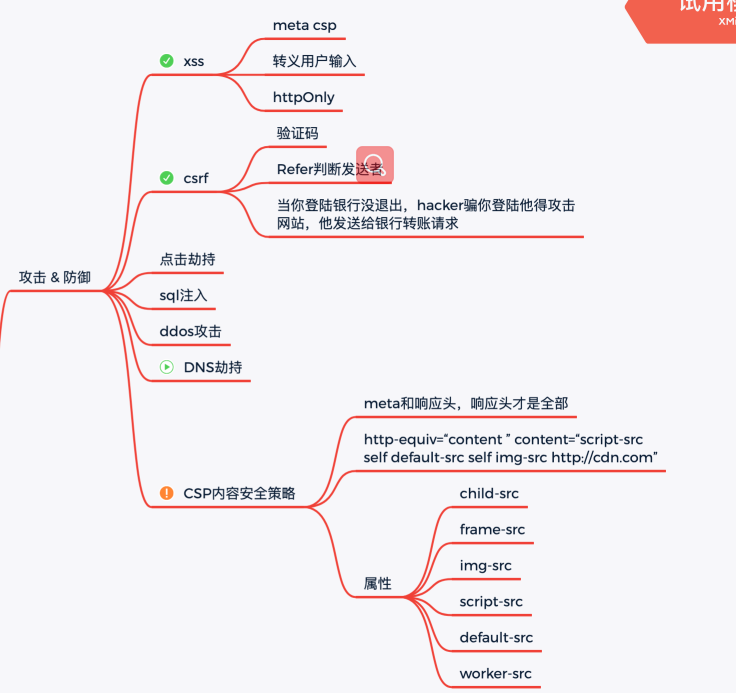 XMi
meta csp
xss
转义用户输入
httpOnly
验证码
Refer判断发送者
csrf
当你登陆银行没退出，hacker骗你登陆他得攻击
网站，他发送给银行转账请求
点击劫持
攻击 & 防御
sql注入
ddos攻击
DNS劫持
meta和响应头，响应头才是全部
http-equiv=“content ” content=“script-src
self default-src self img-src http://cdn.com”
CSP内容安全策略
child-src
frame-src
img-src
属性
script-src
default-src
worker-src